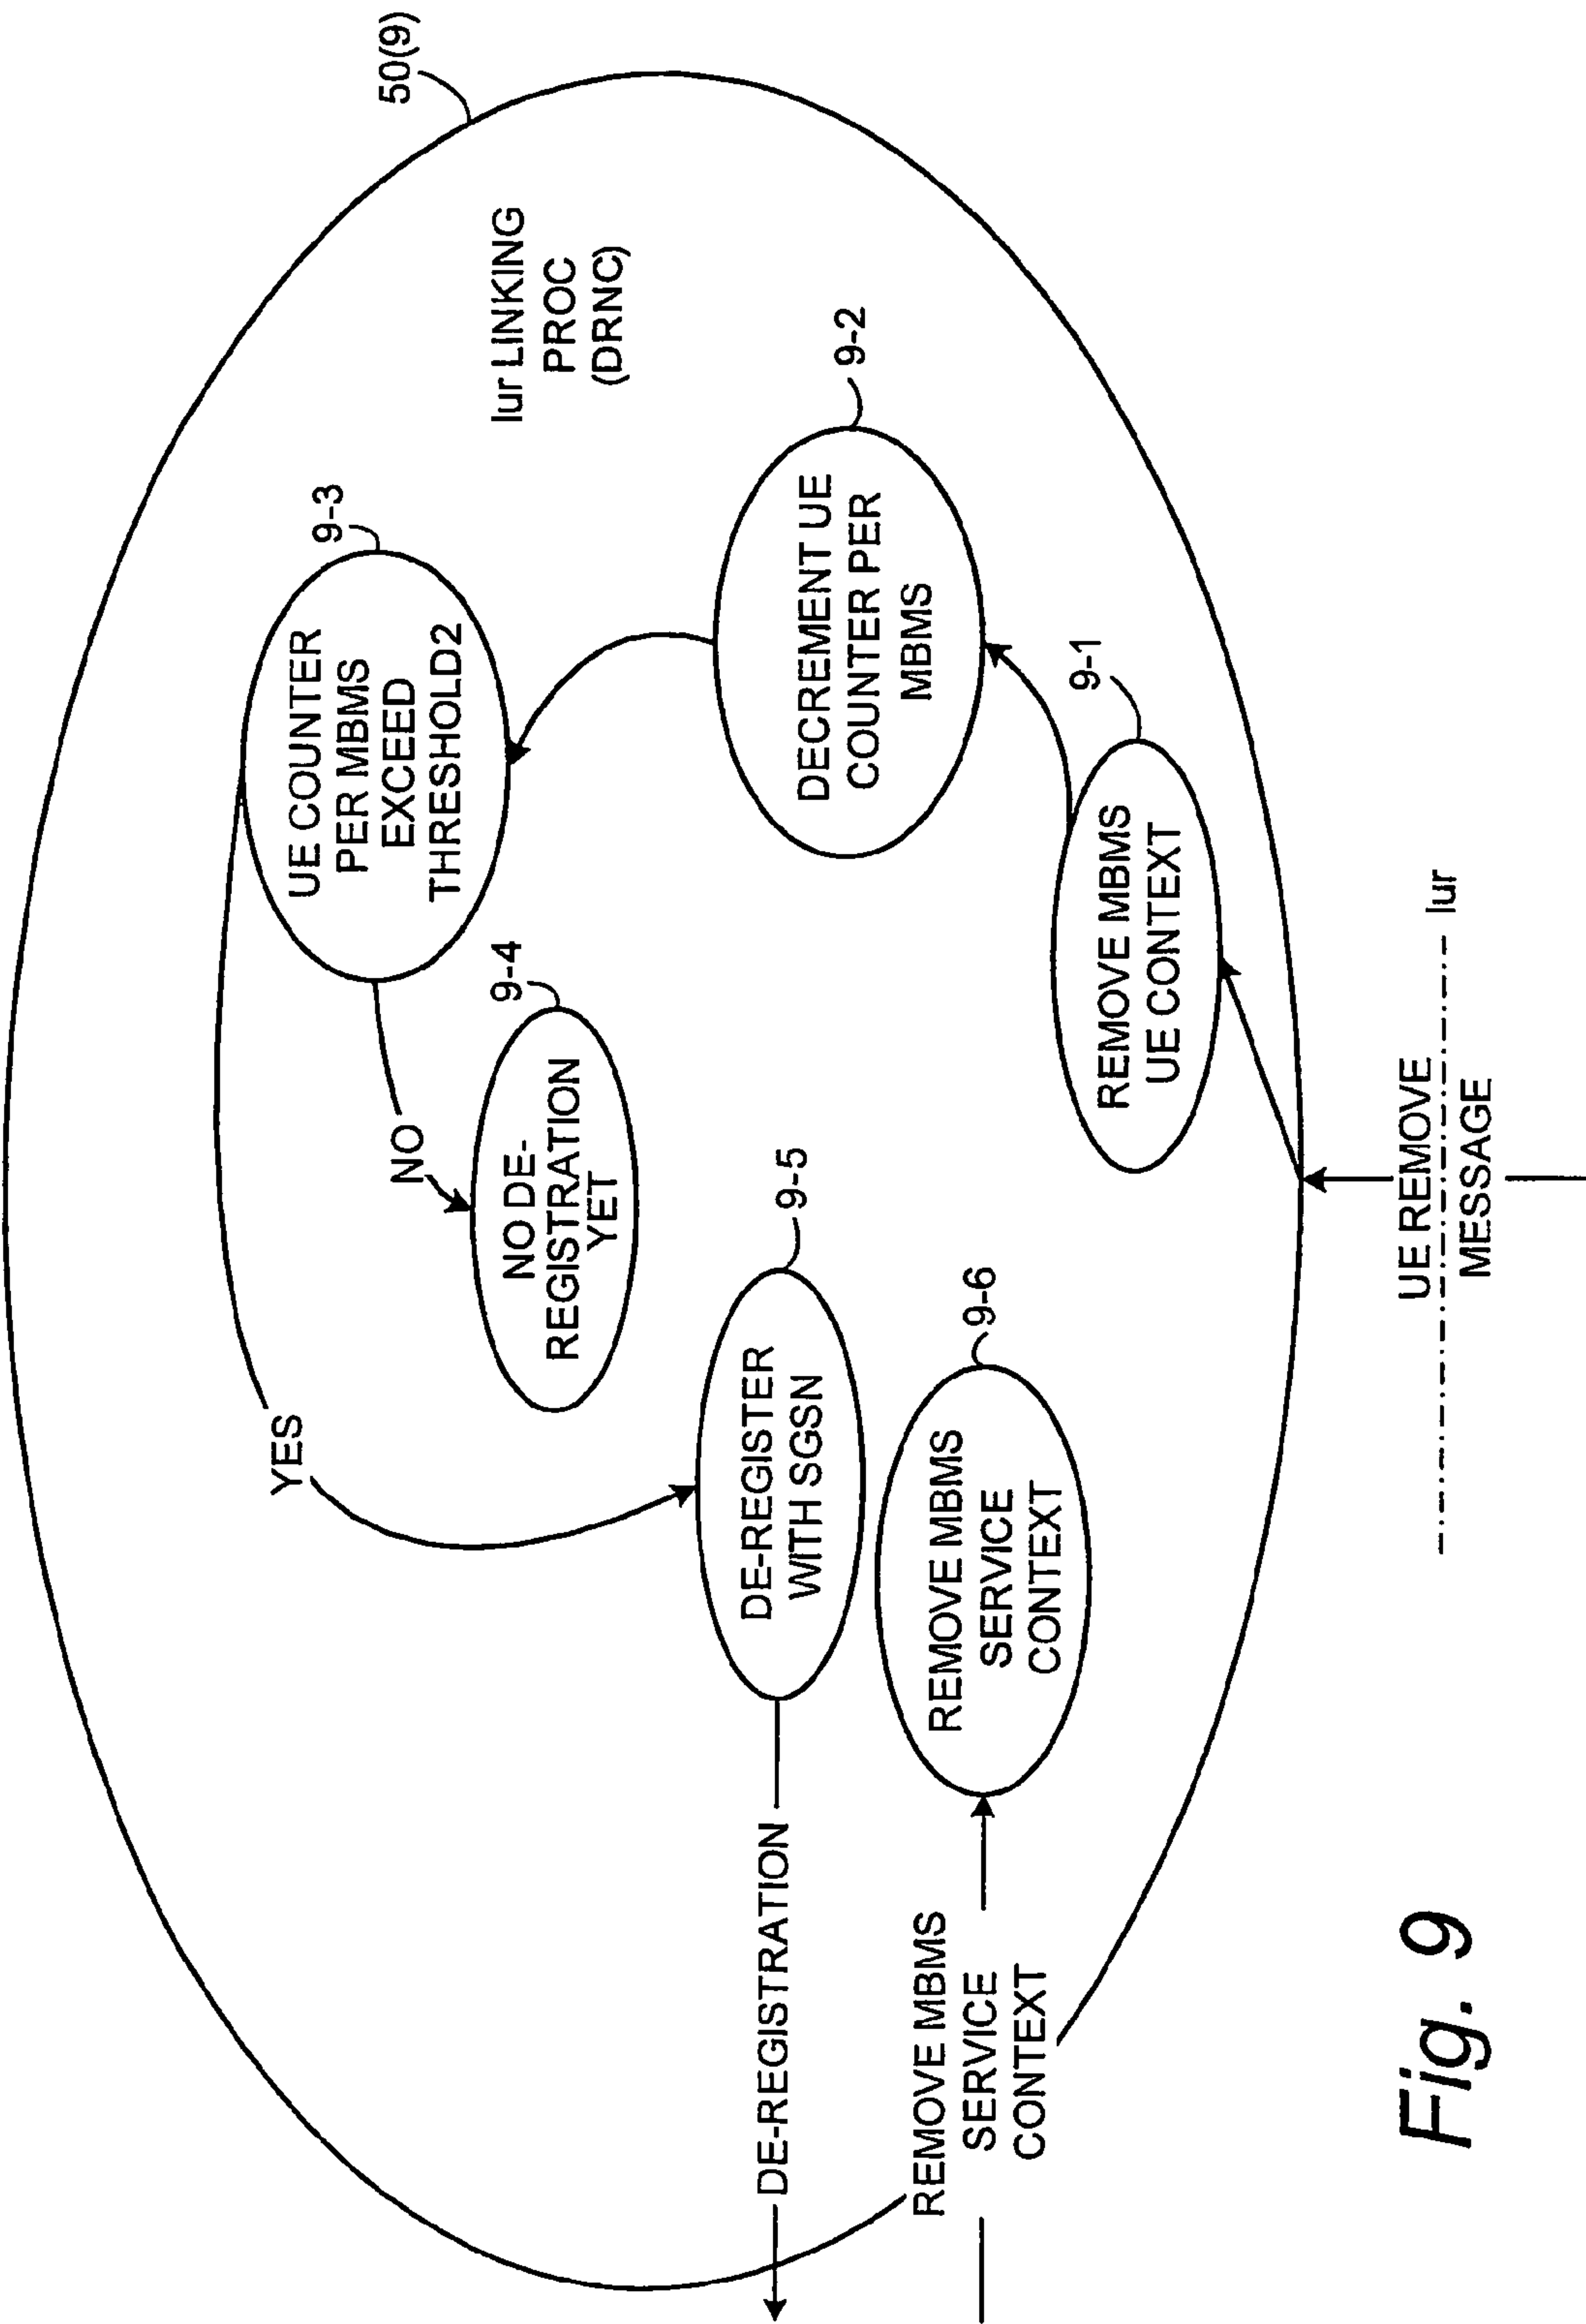 50(9)
Iur LINKING
PROC
(DRNC)
9-3
UE COUNTER
PER MBMS
EXCEED
THRESHOLD2
9-2
DECREMENT UE
COUNTER PER
MBMS
9-1
REMOVE MBMS
UE CONTEXT
NO
9-4
NO DE-
REGISTRATION
YET
YES
9-5
DE-REGISTER
WITH SGSN
9-6
REMOVE MBMS
SERVICE
CONTEXT
DE-REGISTRATION
REMOVE MBMS
SERVICE
CONTEXT
UE REMOVE
MESSAGE
Iur
Fig. 9